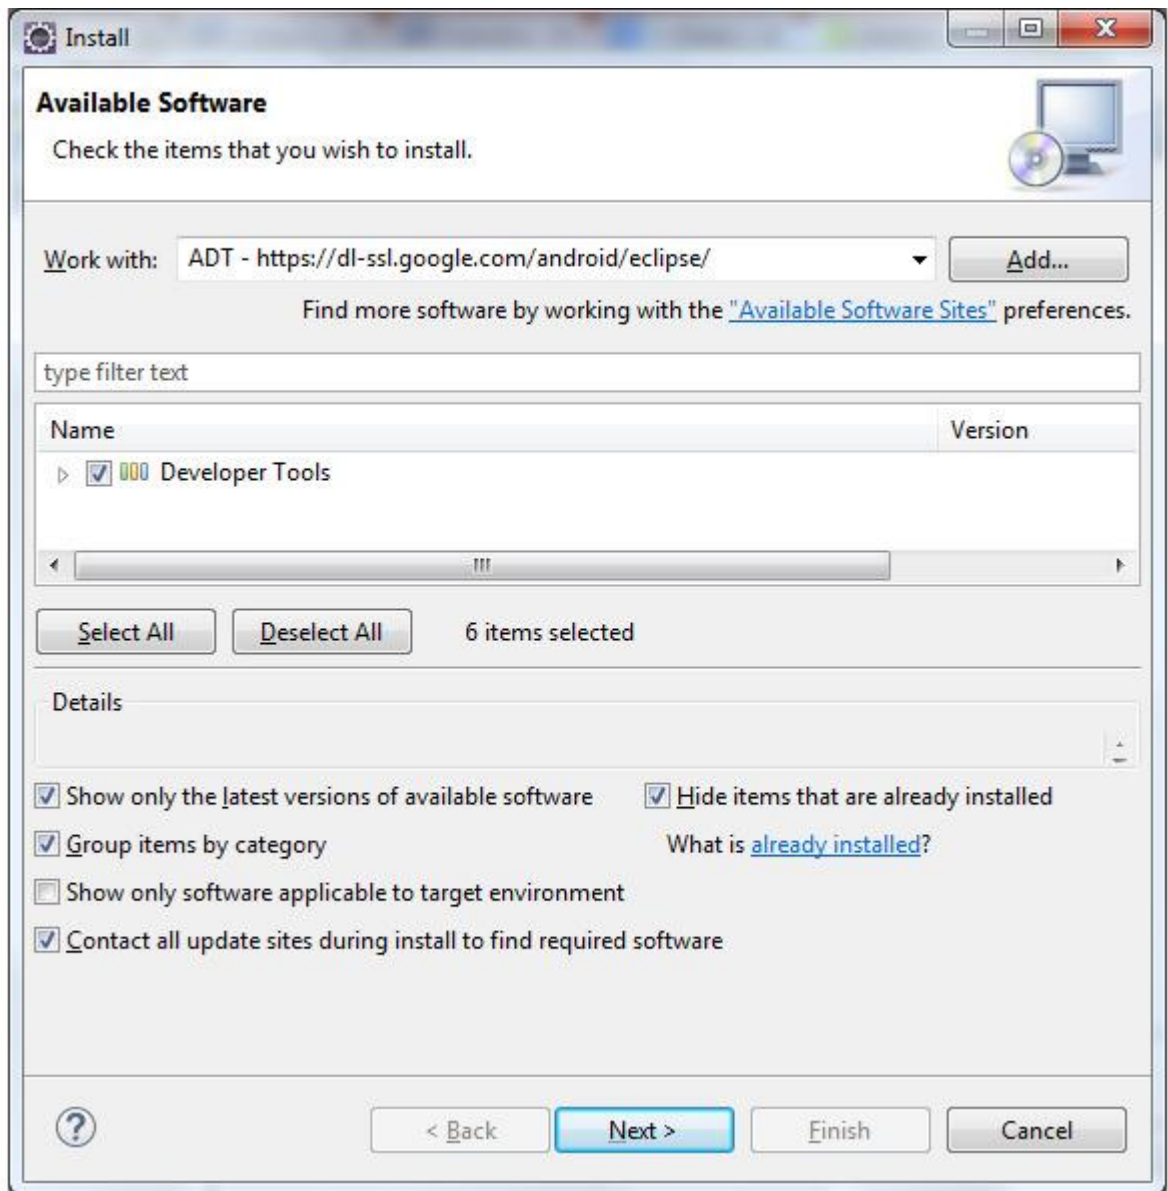 Install
Available Software
Check the items that you wish to install.
Work with: ADT - https://dl-ssl.google.com/android/eclipse/ Add...
Find more software by working with the "Available Software Sites" preferences.
type filter text
Name Version
Developer Tools
Select All Deselect All 6 items selected
Details
Show only the latest versions of available software Hide items that are already installed
Group items by category What is already installed?
Show only software applicable to target environment
Contact all update sites during install to find required software
? < Back Next > Finish Cancel